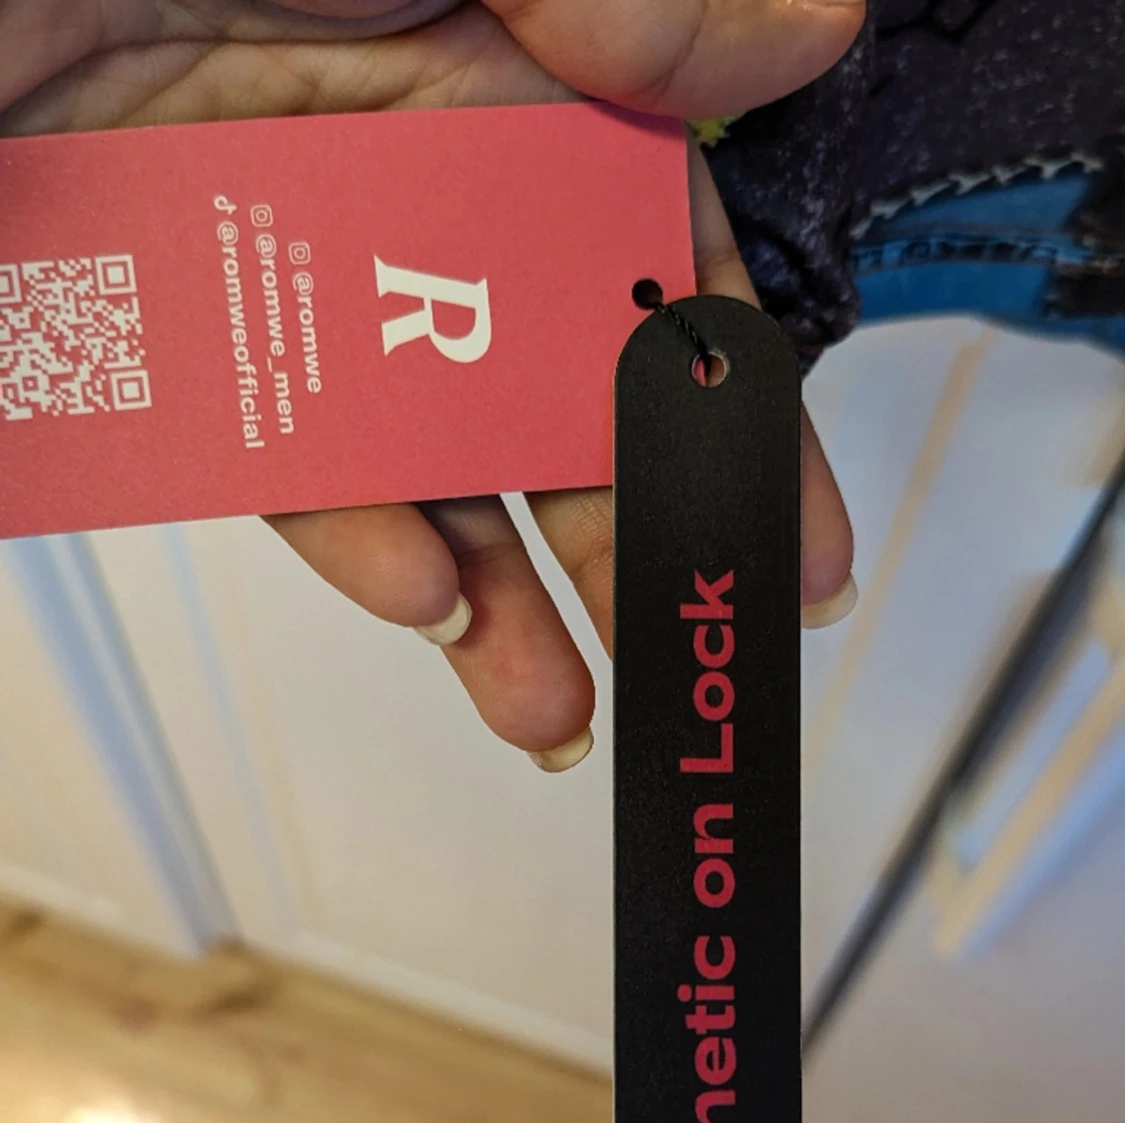 R
@romwe
@romwe_men
@romweofficial
netic on Lock